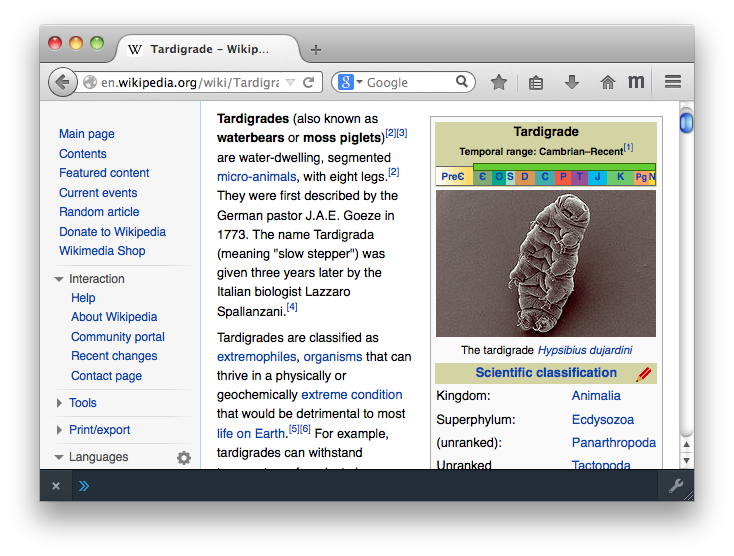 Tardigrade – Wikip...
en.wikipedia.org/wiki/Tardigra
Google
Main page
Contents
Featured content
Current events
Random article
Donate to Wikipedia
Wikimedia Shop
Interaction
Help
About Wikipedia
Community portal
Recent changes
Contact page
Tools
Print/export
Languages
Tardigrades (also known as
waterbears or moss piglets)[2][3]
are water-dwelling, segmented
micro-animals, with eight legs.[2]
They were first described by the
German pastor J.A.E. Goeze in
1773. The name Tardigrada
(meaning "slow stepper") was
given three years later by the
Italian biologist Lazzaro
Spallanzani.[4]
Tardigrades are classified as
extremophiles, organisms that can
thrive in a physically or
geochemically extreme condition
that would be detrimental to most
life on Earth.[5][6] For example,
tardigrades can withstand
Tardigrade
Temporal range: Cambrian–Recent[1]
PreЄ Є O S D C P T J K Pg N
The tardigrade Hypsibius dujardini
Scientific classification
Kingdom: Animalia
Superphylum: Ecdysozoa
(unranked): Panarthropoda
Unranked Tactopoda